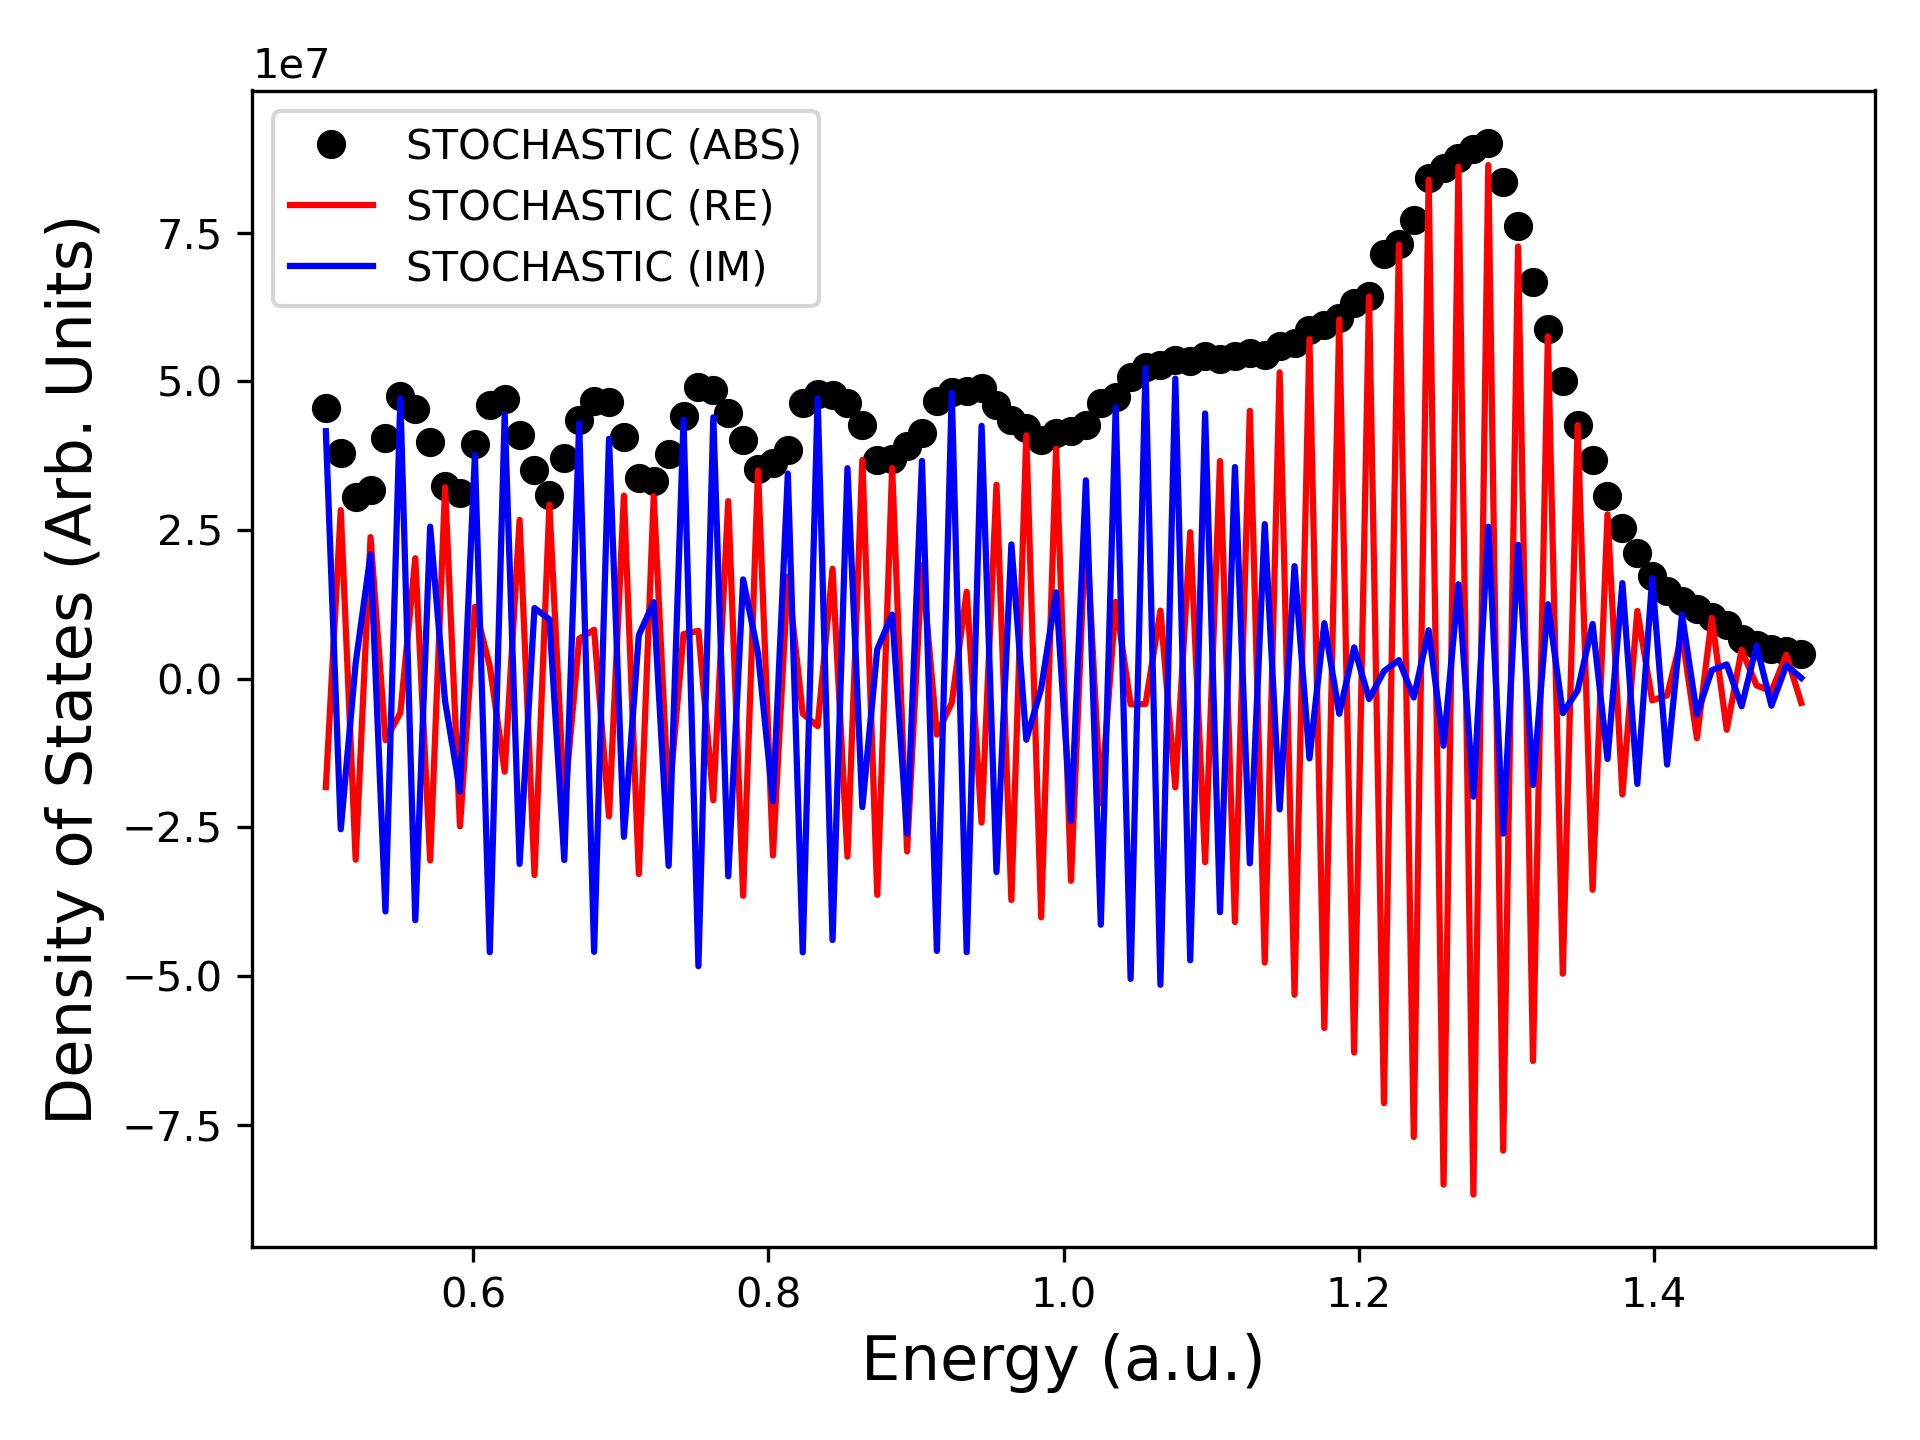 1e7
STOCHASTIC (ABS)
STOCHASTIC (RE)
STOCHASTIC (IM)
Density of States (Arb. Units)
7.5
5.0
2.5
0.0
−2.5
−5.0
−7.5
0.6 0.8 1.0 1.2 1.4
Energy (a.u.)